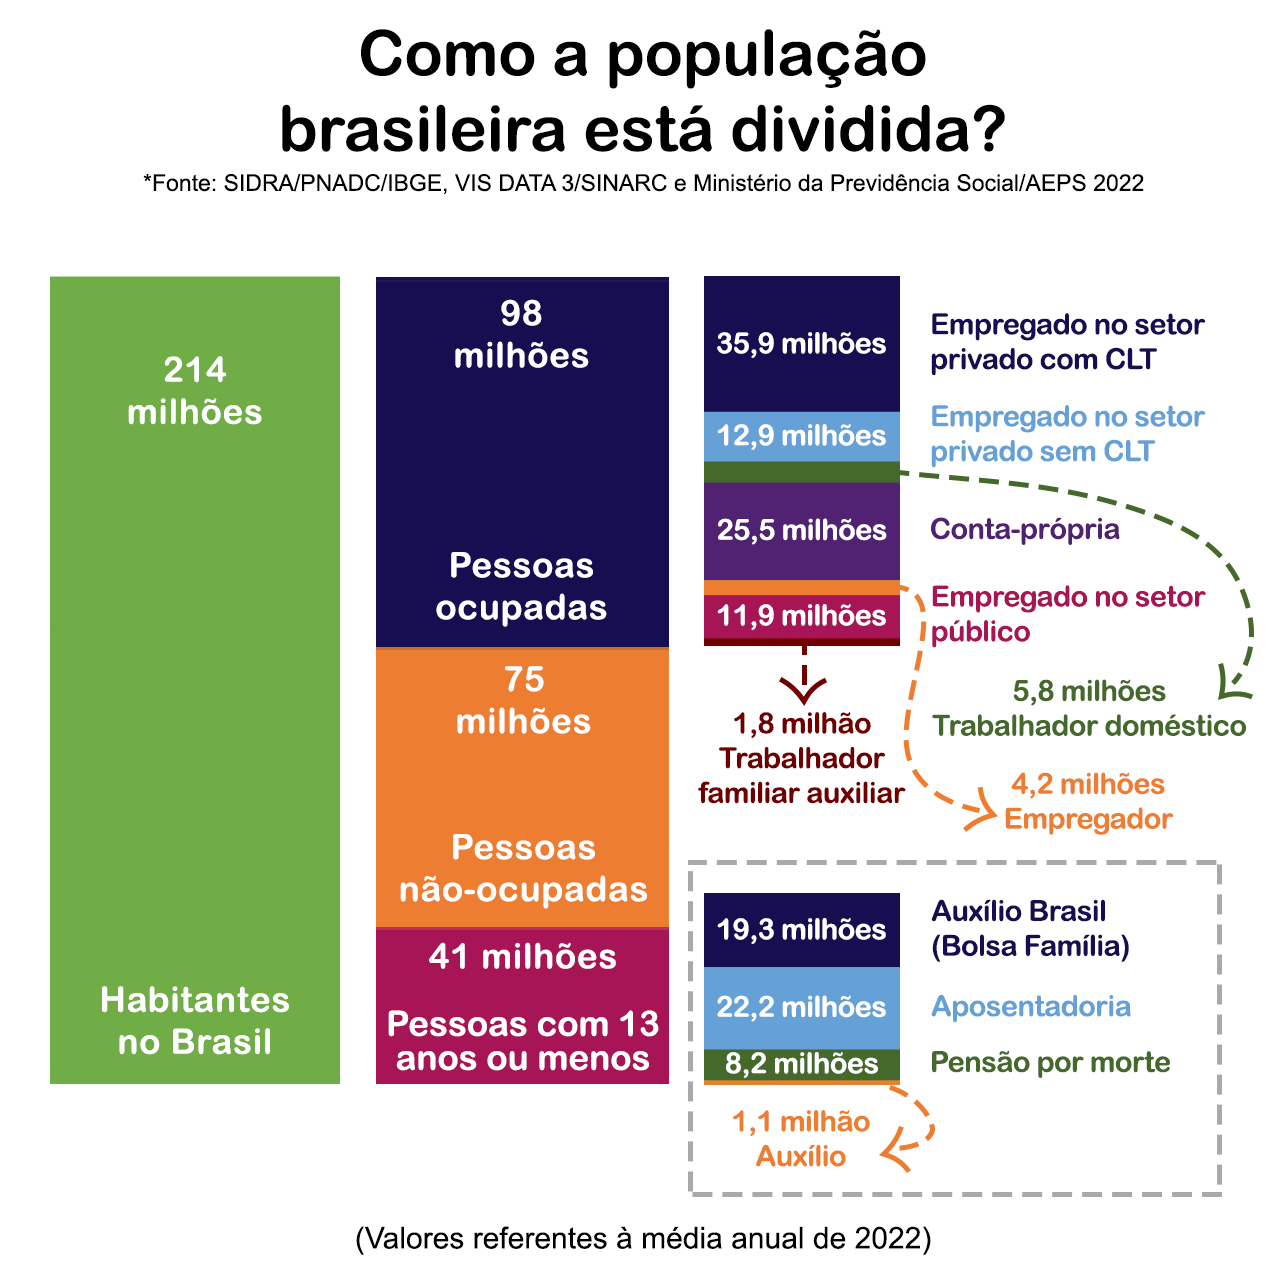 Como a população
brasileira está dividida?
*Fonte: SIDRA/PNADC/IBGE, VIS DATA 3/SINARC e Ministério da Previdência Social/AEPS 2022
214
milhões
Habitantes
no Brasil
98
milhões
Pessoas
ocupadas
75
milhões
Pessoas
não-ocupadas
41 milhões
Pessoas com 13
anos ou menos
35,9 milhões
Empregado no setor
privado com CLT
12,9 milhões
Empregado no setor
privado sem CLT
25,5 milhões
Conta-própria
11,9 milhões
Empregado no setor
público
5,8 milhões
Trabalhador doméstico
1,8 milhão
Trabalhador
familiar auxiliar
4,2 milhões
Empregador
19,3 milhões
Auxílio Brasil
(Bolsa Família)
22,2 milhões
Aposentadoria
8,2 milhões
Pensão por morte
1,1 milhão
Auxílio
(Valores referentes à média anual de 2022)